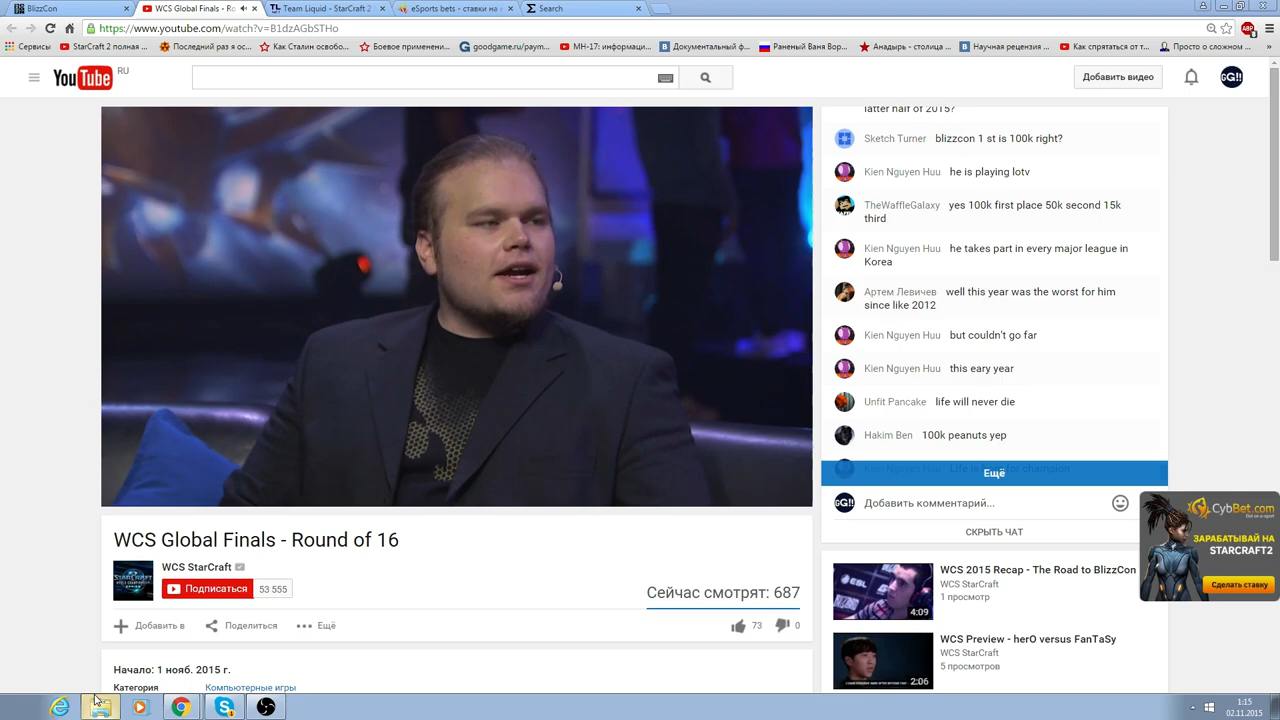 BlizzCon
WCS Global Finals - Ro
Team Liquid - StarCraft 2
eSports bets - ставки на
Search
https://www.youtube.com/watch?v=B1dzAGbSTHo
Сервисы
StarCraft 2 полная
Последний раз я ос
Как Сталин освобо
Боевое применени
goodgame.ru/paym
МН-17: информаци
Документальный ф
Раненый Ваня Вор
Анадырь - столица
Научная рецензия
Как спрятаться от т
Просто о сложном
YouTube RU
Добавить видео
GG!!
latter half of 2015?
Sketch Turner blizzcon 1 st is 100k right?
Kien Nguyen Huu he is playing lotv
TheWaffleGalaxy yes 100k first place 50k second 15k
third
Kien Nguyen Huu he takes part in every major league in
Korea
Артем Левичев well this year was the worst for him
since like 2012
Kien Nguyen Huu but couldn't go far
Kien Nguyen Huu this eary year
Unfit Pancake life will never die
Hakim Ben 100k peanuts yep
Ещё
GG!! Добавить комментарий...
СКРЫТЬ ЧАТ
CybBet.com
ЗАРАБАТЫВАЙ НА
STARCRAFT2
Сделать ставку
WCS Global Finals - Round of 16
WCS StarCraft
Подписаться 53 555
Сейчас смотрят: 687
Добавить в
Поделиться
Ещё
73
0
Начало: 1 нояб. 2015 г.
Категория Компьютерные игры
WCS 2015 Recap - The Road to BlizzCon
WCS StarCraft
1 просмотр
4:09
WCS Preview - herO versus FanTaSy
WCS StarCraft
5 просмотров
2:06
1:15
02.11.2015